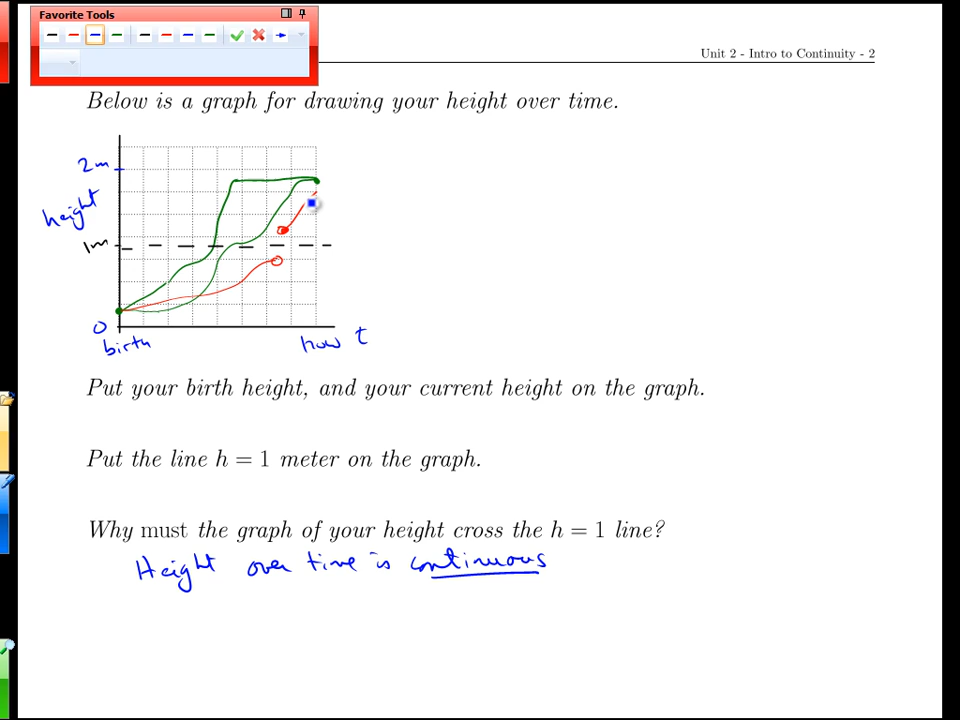 Favorite Tools
Unit 2 - Intro to Continuity - 2
Below is a graph for drawing your height over time.
2m
height
1m
0
birth
now t
Put your birth height, and your current height on the graph.
Put the line h = 1 meter on the graph.
Why must the graph of your height cross the h = 1 line?
Height over time is continuous